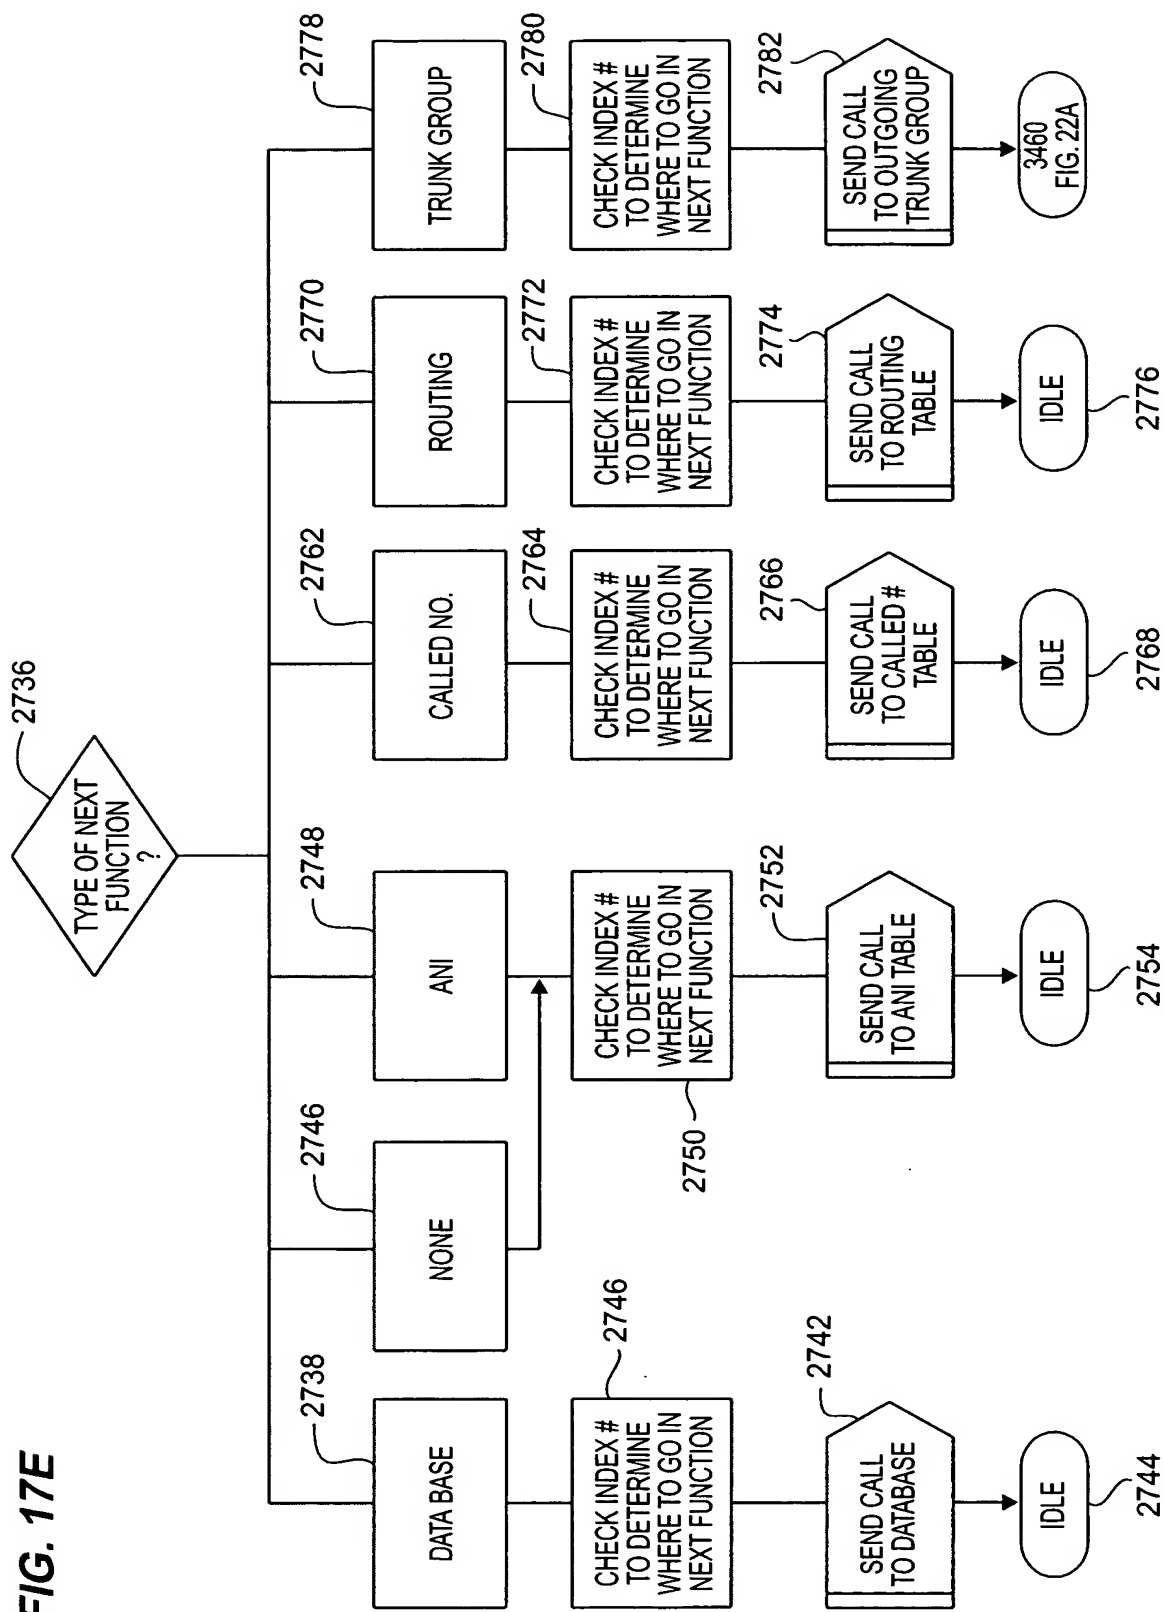 FIG. 17E
2736
TYPE OF NEXT
FUNCTION
?
2738
DATA BASE
2746
NONE
2748
ANI
2762
CALLED NO.
2770
ROUTING
2778
TRUNK GROUP
2746
CHECK INDEX #
TO DETERMINE
WHERE TO GO IN
NEXT FUNCTION
2750
CHECK INDEX #
TO DETERMINE
WHERE TO GO IN
NEXT FUNCTION
2764
CHECK INDEX #
TO DETERMINE
WHERE TO GO IN
NEXT FUNCTION
2772
CHECK INDEX #
TO DETERMINE
WHERE TO GO IN
NEXT FUNCTION
2780
CHECK INDEX #
TO DETERMINE
WHERE TO GO IN
NEXT FUNCTION
2742
SEND CALL
TO DATABASE
2752
SEND CALL
TO ANI TABLE
2766
SEND CALL
TO CALLED #
TABLE
2774
SEND CALL
TO ROUTING
TABLE
2782
SEND CALL
TO OUTGOING
TRUNK GROUP
IDLE
2744
IDLE
2754
IDLE
2768
IDLE
2776
3460
FIG. 22A